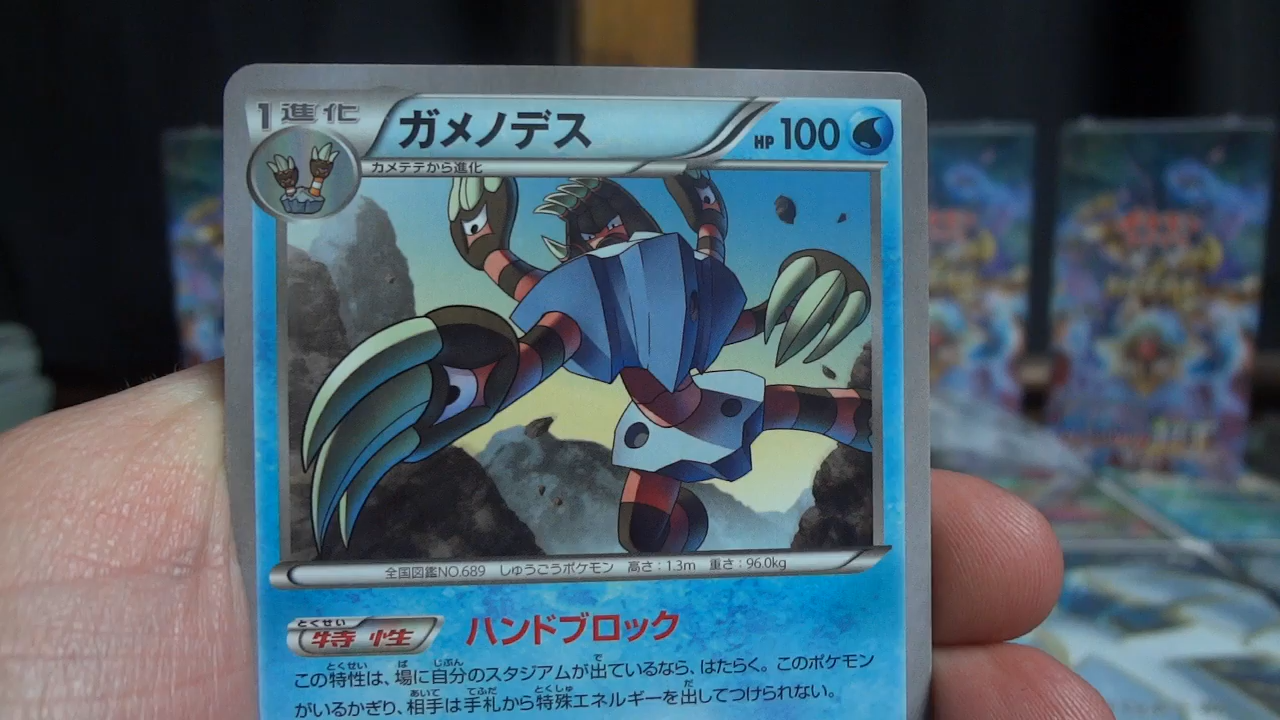 1進化
ガメノデス
HP 100
カメテテから進化
全国図鑑NO.689 しゅうごうポケモン 高さ：1.3m 重さ：96.0kg
とくせい
特性
ハンドブロック
とくせい ば じぶん で
この特性は、場に自分のスタジアムが出ているなら、はたらく。このポケモン
あいて てふだ とくしゅ だ
がいるかぎり、相手は手札から特殊エネルギーを出してつけられない。